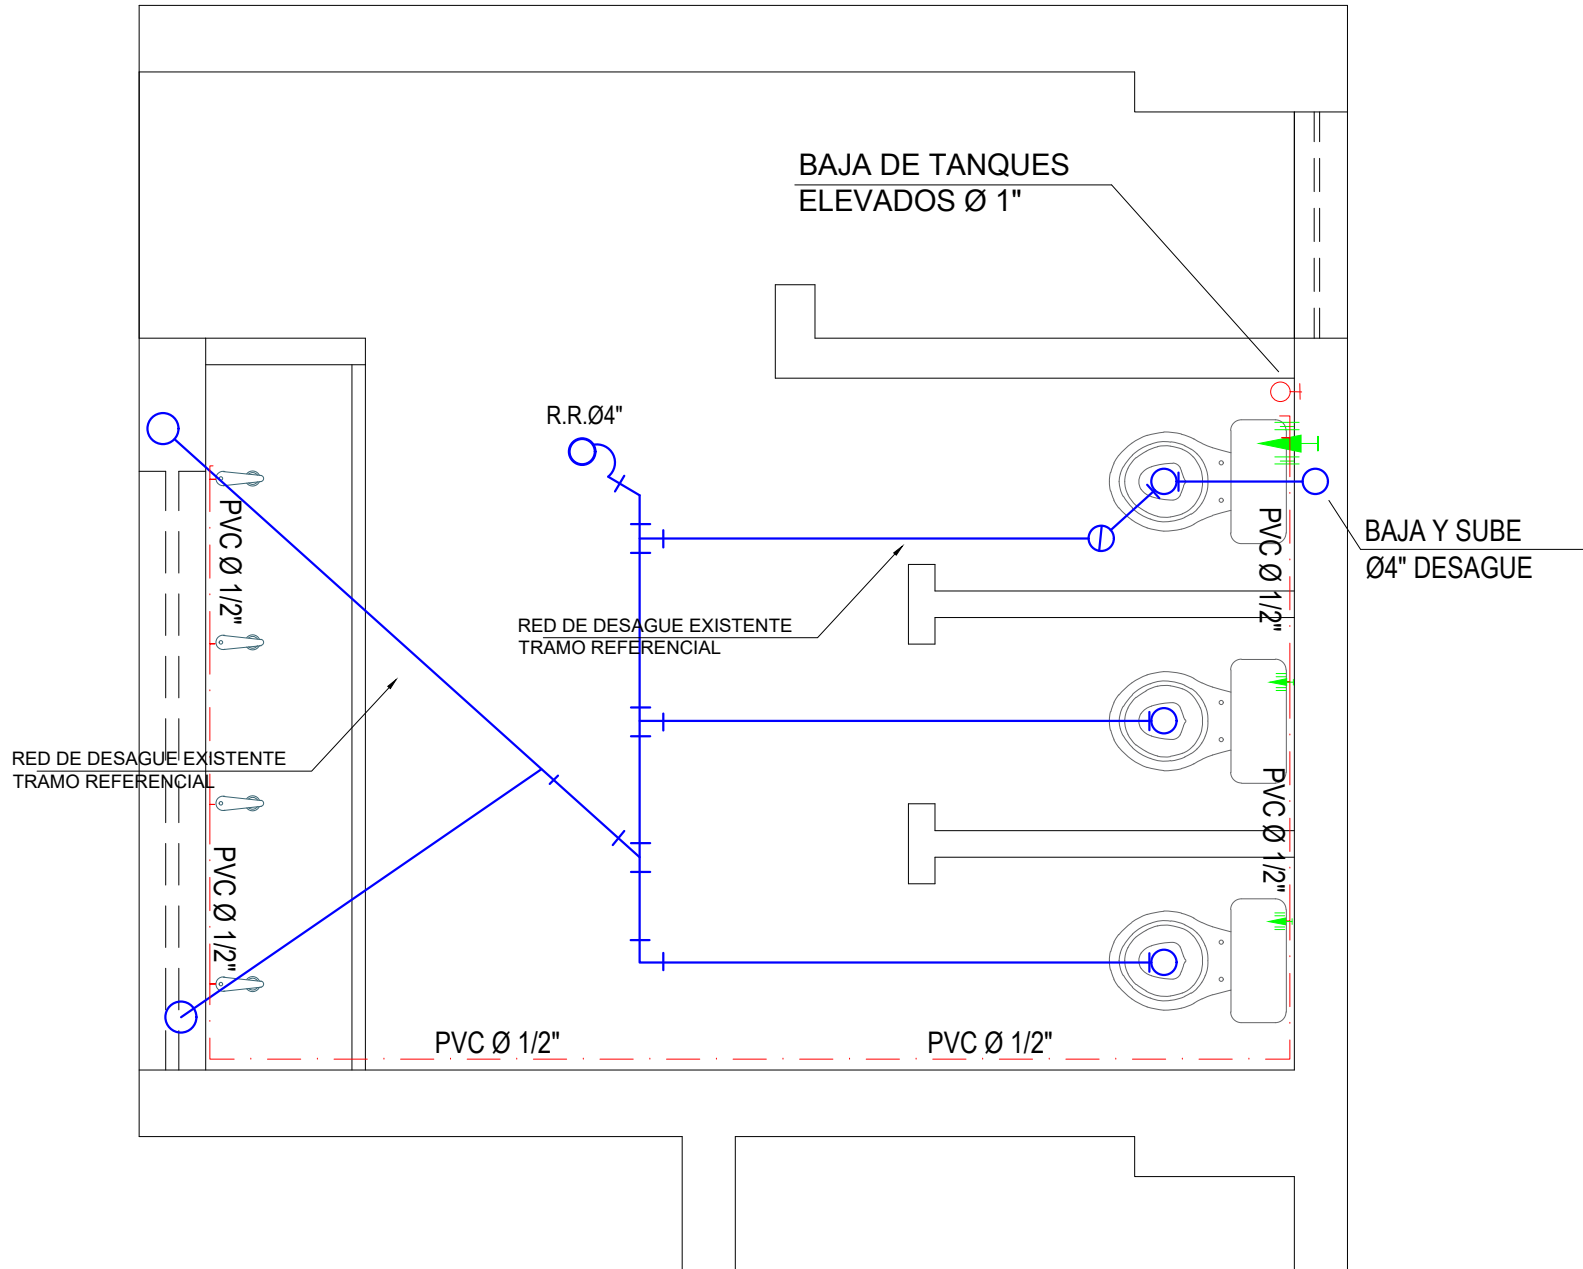 BAJA DE TANQUES
ELEVADOS Ø 1"
R.R.Ø4"
PVC Ø 1/2"
PVC Ø 1/2"
BAJA Y SUBE
Ø4" DESAGUE
RED DE DESAGUE EXISTENTE
TRAMO REFERENCIAL
RED DE DESAGUE EXISTENTE
TRAMO REFERENCIAL
PVC Ø 1/2"
PVC Ø 1/2"
PVC Ø 1/2"
PVC Ø 1/2"